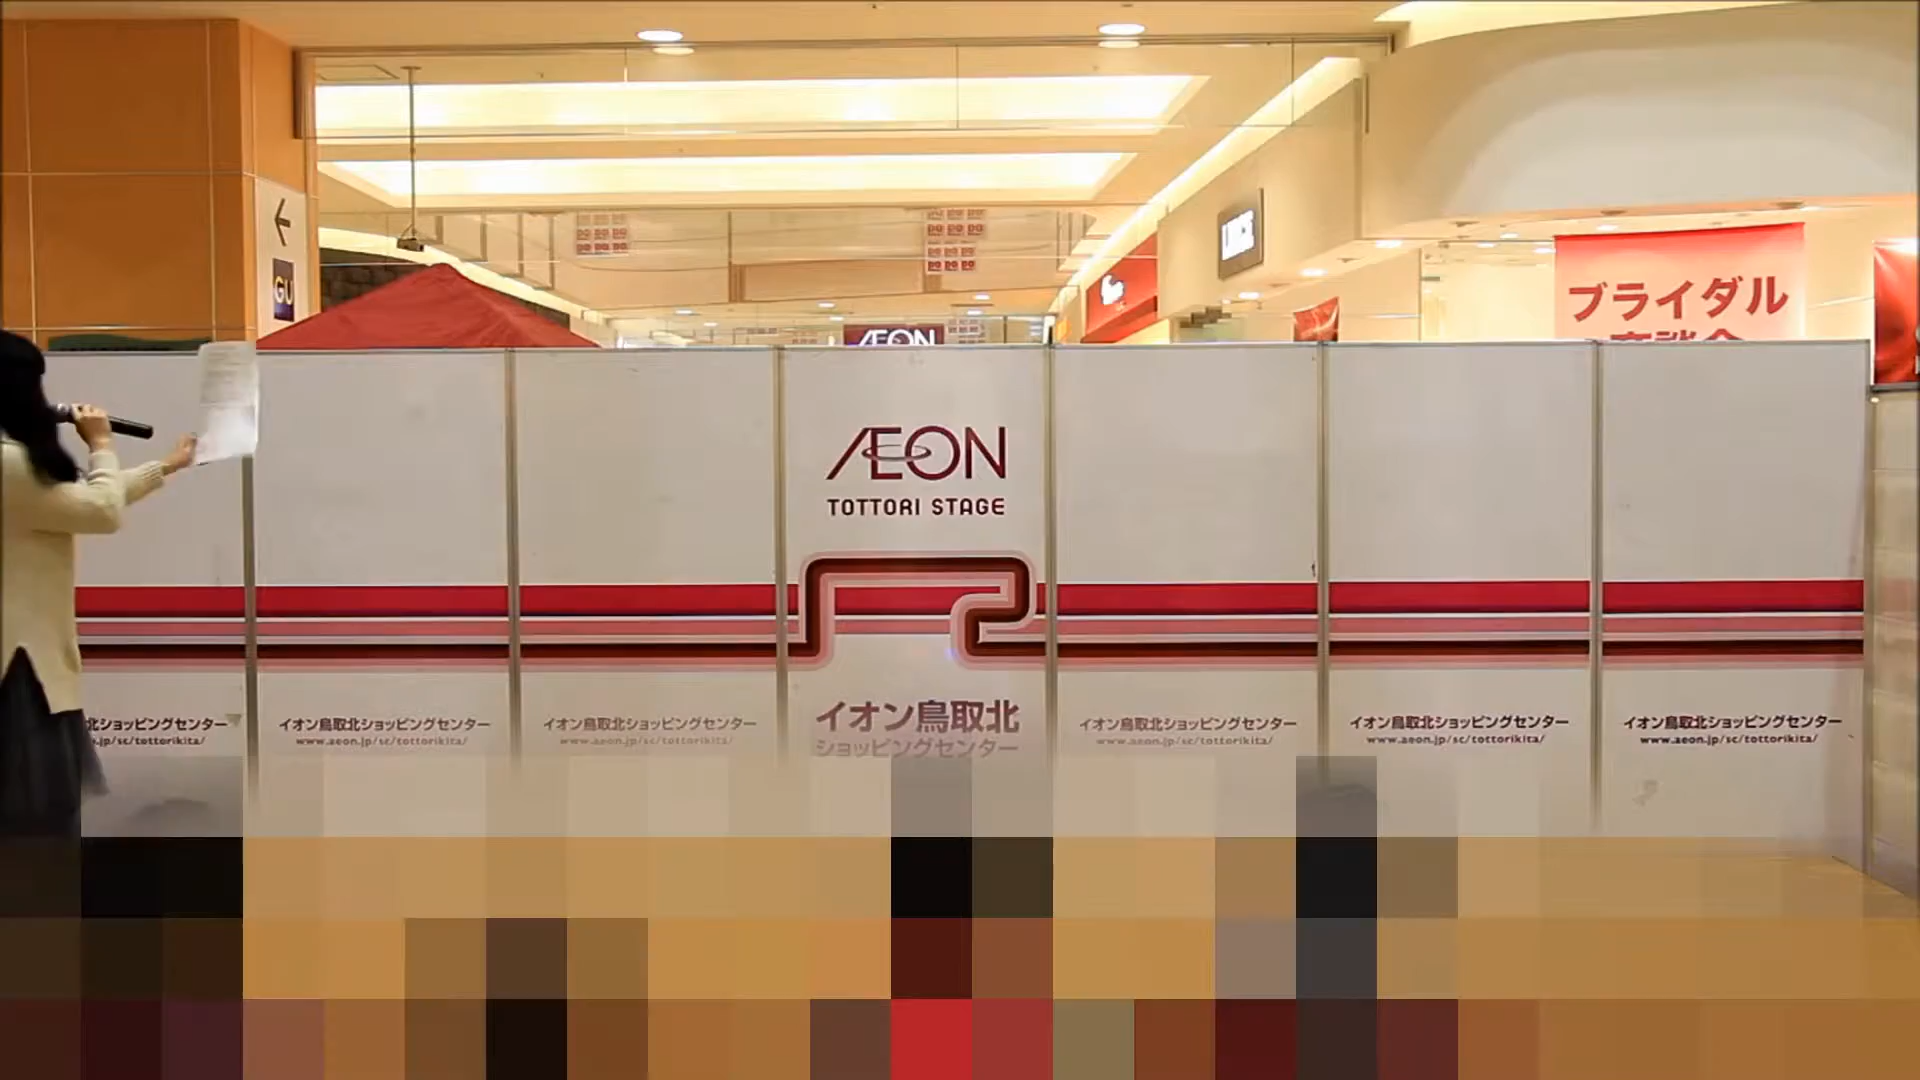 ←
GU
AEON
ブライダル
AEON
TOTTORI STAGE
北ショッピングセンター
.jp/sc/tottorikita/
イオン鳥取北ショッピングセンター
www.aeon.jp/sc/tottorikita/
イオン鳥取北ショッピングセンター
www.aeon.jp/sc/tottorikita/
イオン鳥取北
ショッピングセンター
イオン鳥取北ショッピングセンター
www.aeon.jp/sc/tottorikita/
イオン鳥取北ショッピングセンター
www.aeon.jp/sc/tottorikita/
イオン鳥取北ショッピングセンター
www.aeon.jp/sc/tottorikita/